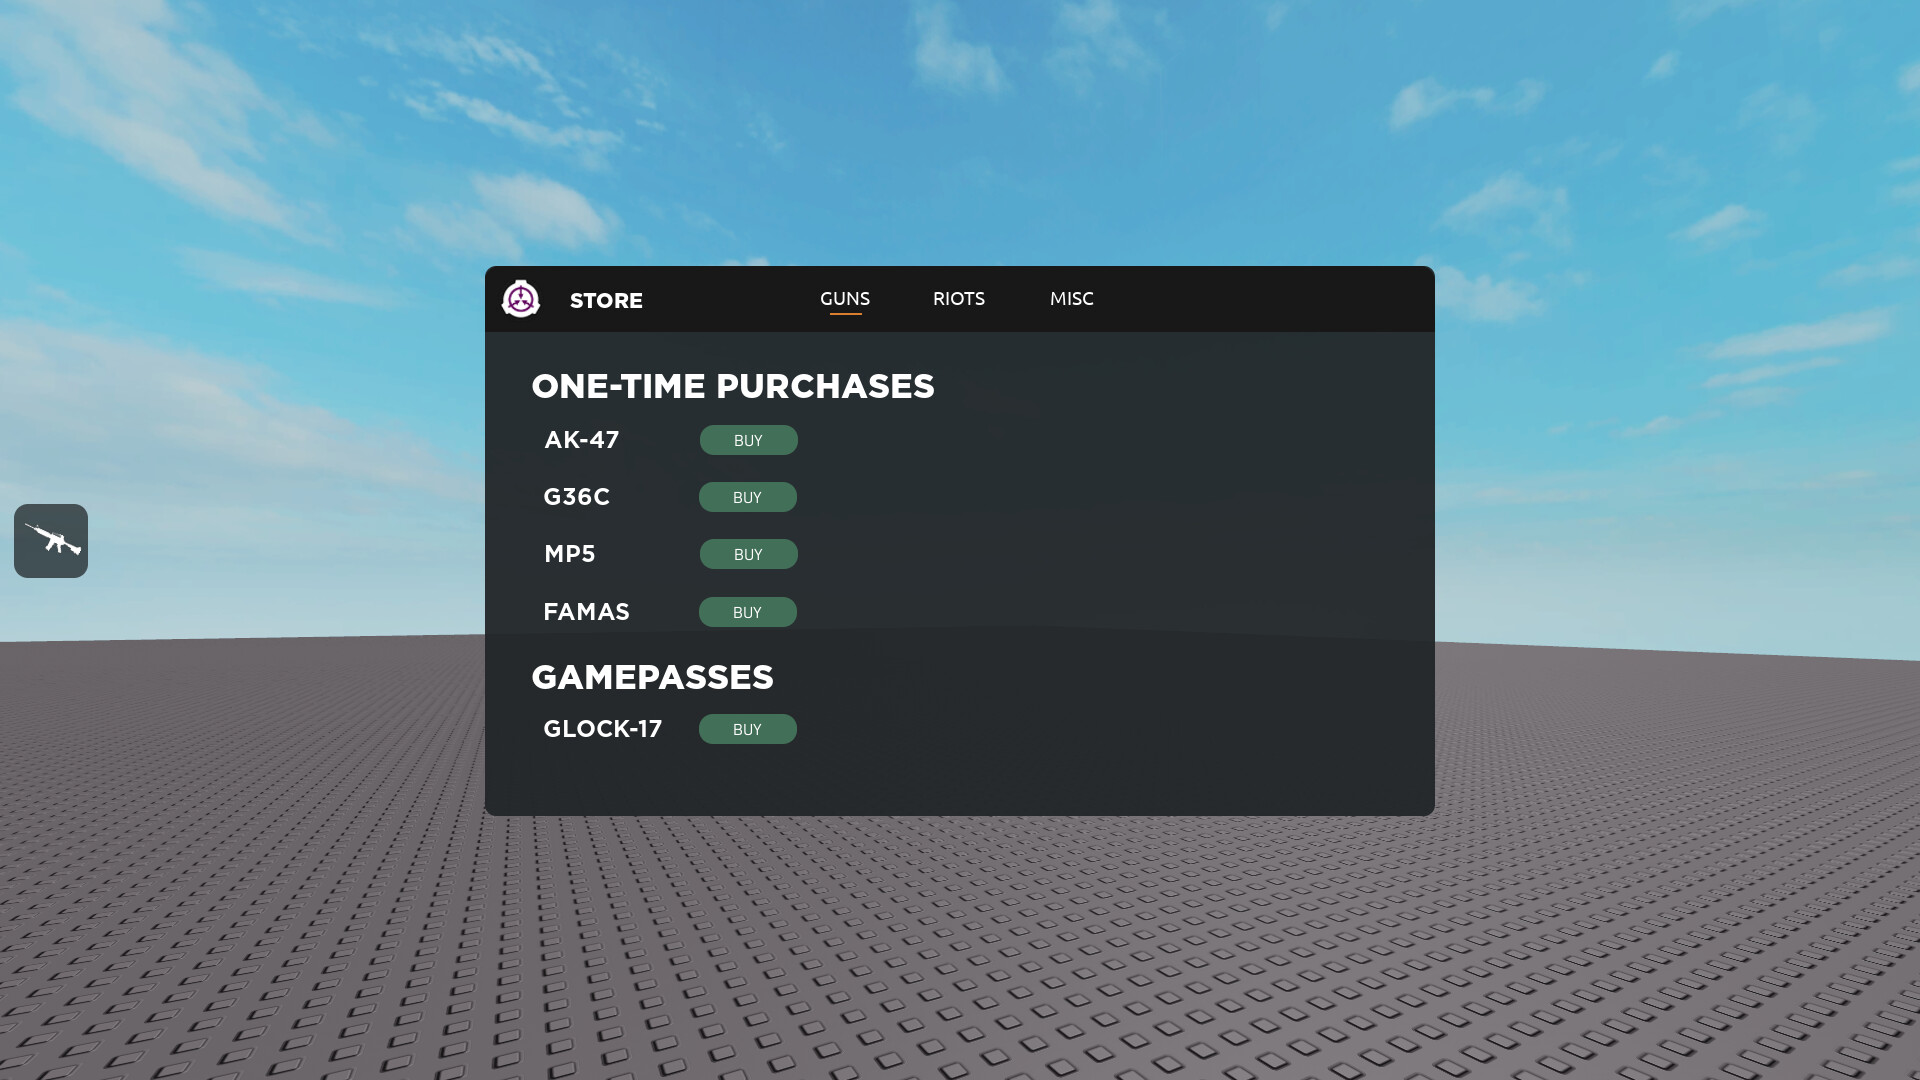 STORE GUNS RIOTS MISC
ONE-TIME PURCHASES
AK-47 BUY
G36C BUY
MP5 BUY
FAMAS BUY
GAMEPASSES
GLOCK-17 BUY